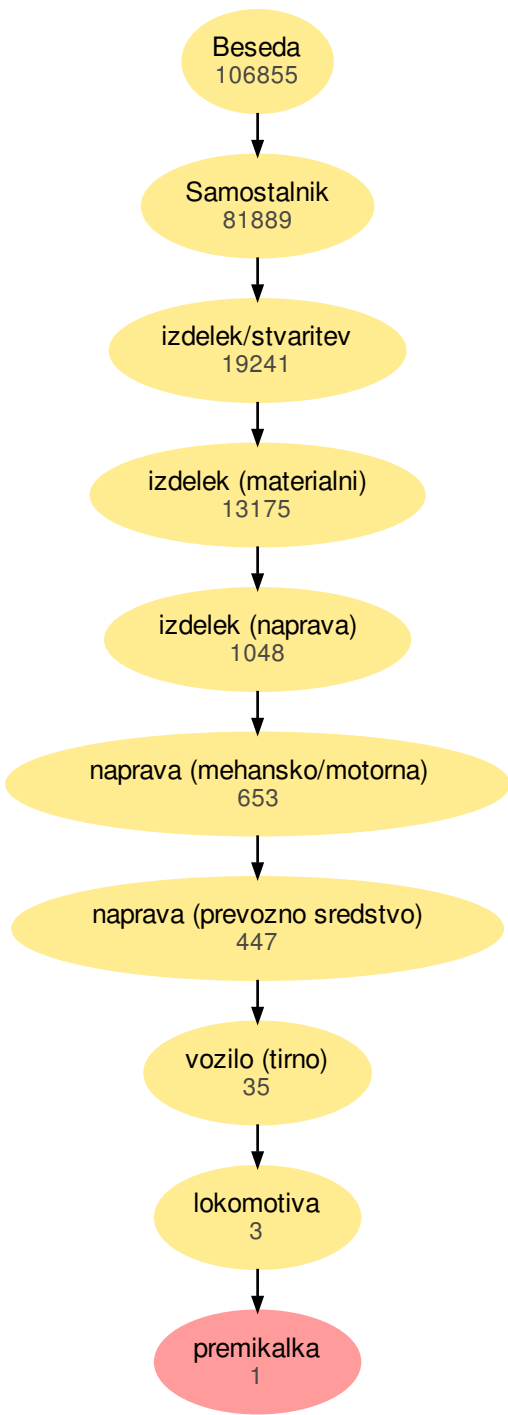 Beseda
106855
Samostalnik
81889
izdelek/stvaritev
19241
izdelek (materialni)
13175
izdelek (naprava)
1048
naprava (mehansko/motorna)
653
naprava (prevozno sredstvo)
447
vozilo (tirno)
35
lokomotiva
3
premikalka
1